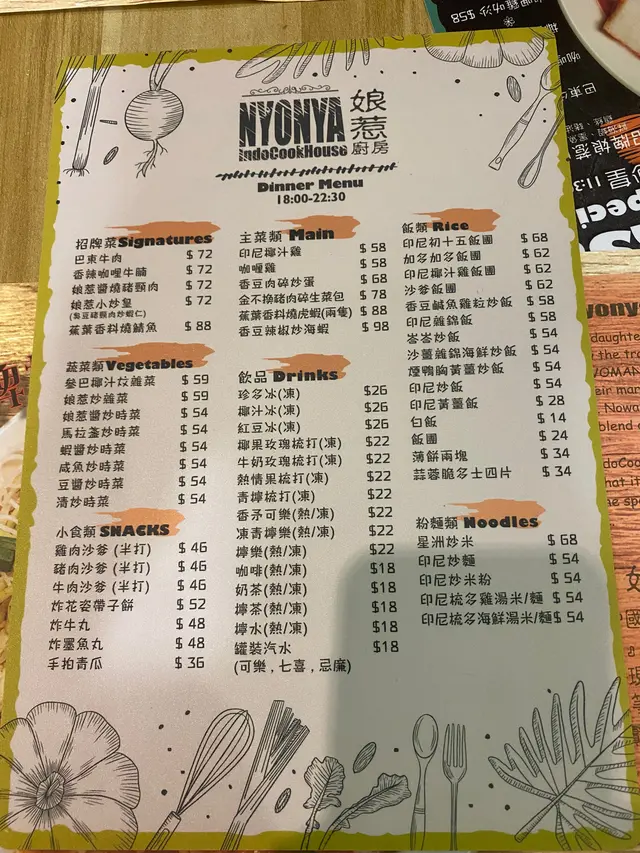 NYONYA 娘惹
IndoCookHouse 廚房
Dinner Menu
18:00-22:30
招牌菜Signatures
巴東牛肉 $ 72
香辣咖喱牛腩 $ 72
娘惹醬燒豬頸肉 $ 72
娘惹小炒皇 $ 72
(臭豆豬頸肉炒蝦仁)
蕉葉香料燒鯖魚 $ 88
蔬菜類Vegetables
參巴椰汁炆雜菜 $ 59
娘惹炒雜菜 $ 59
娘惹醬炒時菜 $ 54
馬拉盞炒時菜 $ 54
蝦醬炒時菜 $ 54
咸魚炒時菜 $ 54
豆醬炒時菜 $ 54
清炒時菜 $ 54
小食類 SNACKS
雞肉沙爹 (半打) $ 46
豬肉沙爹 (半打) $ 46
牛肉沙爹 (半打) $ 46
炸花姿帶子餅 $ 52
炸牛丸 $ 48
炸墨魚丸 $ 48
手拍青瓜 $ 36
主菜類 Main
印尼椰汁雞 $ 58
咖喱雞 $ 58
香豆肉碎炒蛋 $ 68
金不換豬肉碎生菜包 $ 78
蕉葉香料燒虎蝦(兩隻) $ 88
香豆辣椒炒海蝦 $ 98
飲品 Drinks
珍多冰(凍) $26
椰汁冰(凍) $26
紅豆冰(凍) $26
椰果玫瑰梳打(凍) $22
牛奶玫瑰梳打(凍) $22
熱情果梳打(凍) $22
青檸梳打(凍) $22
香矛可樂(熱/凍) $22
凍青檸樂(熱/凍) $22
檸樂(熱/凍) $22
咖啡(熱/凍) $18
奶茶(熱/凍) $18
檸茶(熱/凍) $18
檸水(熱/凍) $18
罐裝汽水 $18
(可樂,七喜,忌廉)
飯類 Rice
印尼初十五飯團 $ 68
加多加多飯團 $ 62
印尼椰汁雞飯團 $ 62
沙爹飯團 $ 62
香豆鹹魚雞粒炒飯 $ 58
印尼雜錦飯 $ 58
峇峇炒飯 $ 54
沙薑雜錦海鮮炒飯 $ 54
煙鴨胸黃薑炒飯 $ 54
印尼炒飯 $ 54
印尼黃薑飯 $ 28
白飯 $ 14
飯團 $ 24
薄餅兩塊 $ 34
蒜蓉脆多士四片 $ 34
粉麵類 Noodles
星洲炒米 $ 68
印尼炒麵 $ 54
印尼炒米粉 $ 54
印尼梳多雞湯米/麵 $ 54
印尼梳多海鮮湯米/麵 $ 54